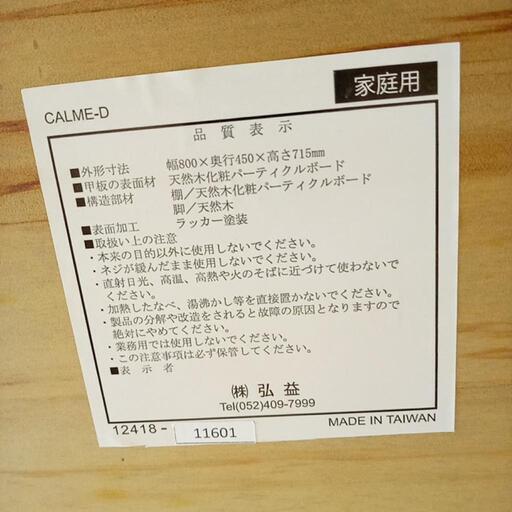 家庭用
CALME-D
品質表示
■外形寸法 幅800×奥行450×高さ715mm
■甲板の表面材 天然木化粧パーティクルボード
■構造部材 棚／天然木化粧パーティクルボード
脚／天然木
■表面加工 ラッカー塗装
■取扱い上の注意
・本来の目的以外に使用しないでください。
・ネジが緩んだまま使用しないでください。
・直射日光、高温、高熱や火のそばに近づけて使わないで
ください。
・加熱したなべ、湯沸かし等を直接置かないでください。
・製品の分解や改造をされると故障の原因となりますので
絶対にやめてください。
・業務用では使用しないでください。
・この注意事項は必ず保管してください。
■表示者
㈱ 弘益
Tel(052)409-7999
12418- 11601
MADE IN TAIWAN